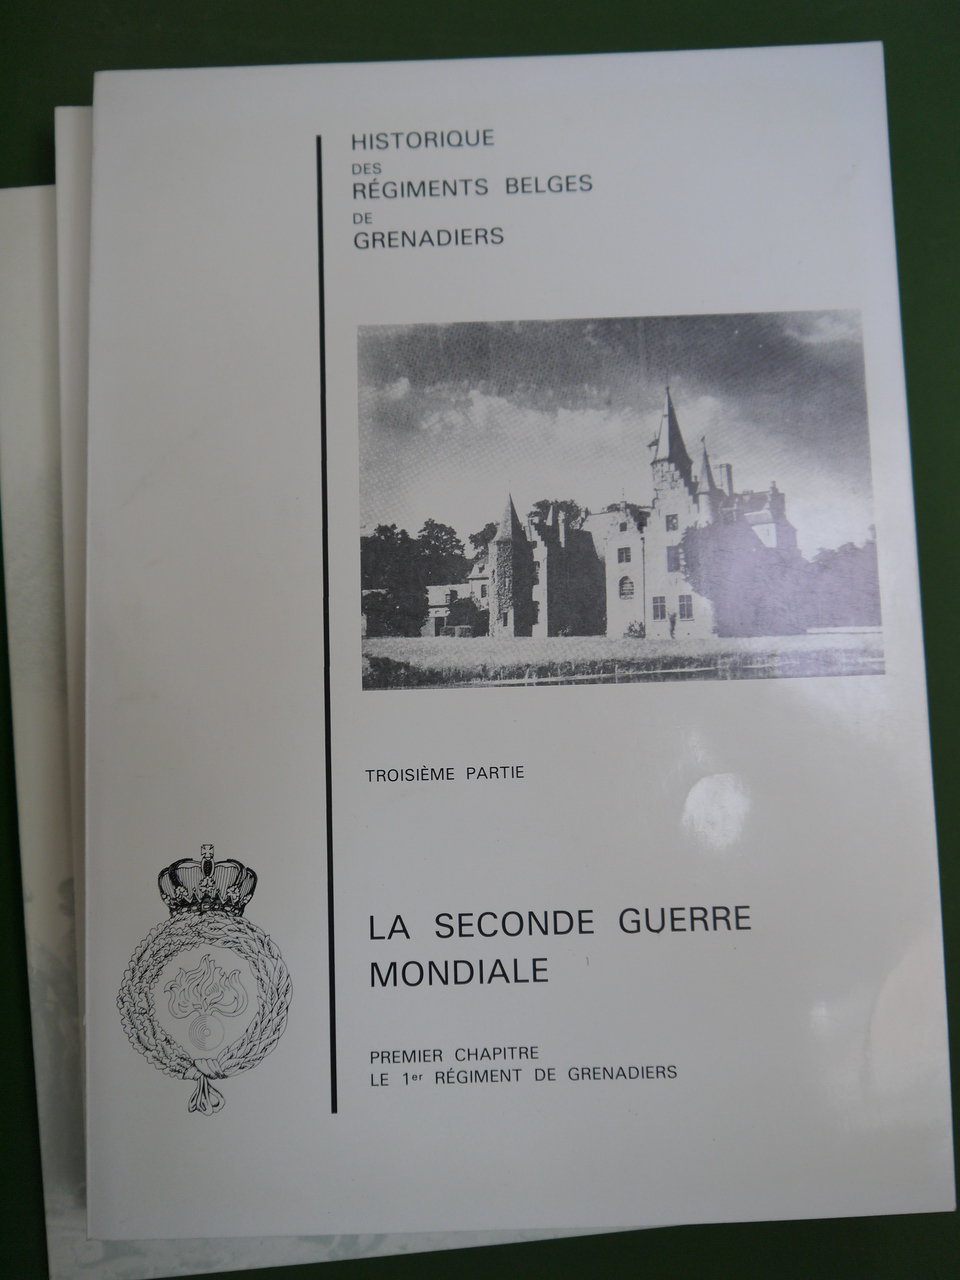 HISTORIQUE
DES
RÉGIMENTS BELGES
DE
GRENADIERS
TROISIÈME PARTIE
LA SECONDE GUERRE
MONDIALE
PREMIER CHAPITRE
LE 1er RÉGIMENT DE GRENADIERS